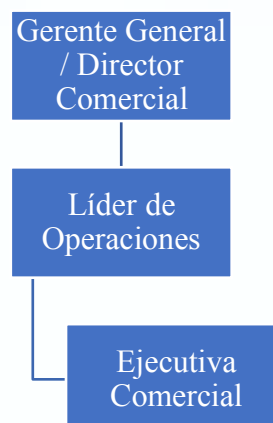 Gerente General
/ Director
Comercial
Líder de
Operaciones
Ejecutiva
Comercial